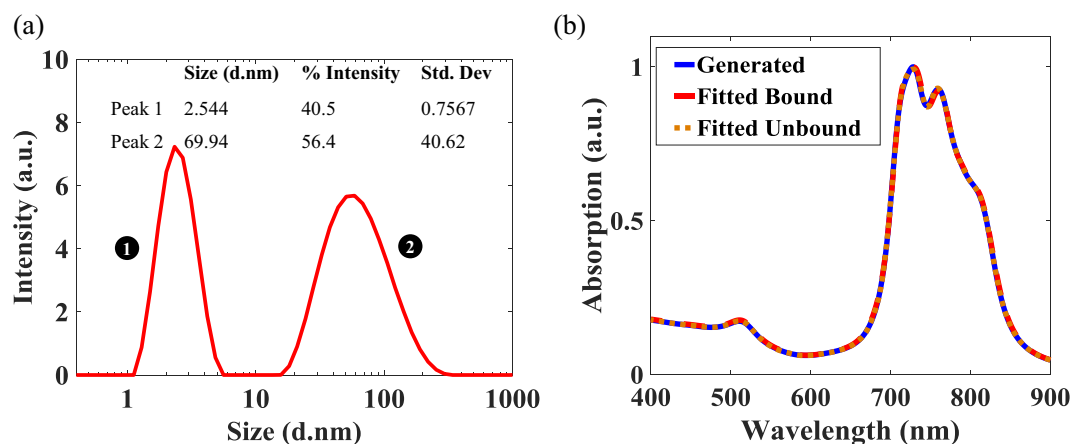 (a)
Size (d.nm) % Intensity Std. Dev
Peak 1 2.544 40.5 0.7567
Peak 2 69.94 56.4 40.62
Intensity (a.u.)
10
8
6
4
2
0
1
2
1 10 100 1000
Size (d.nm)
(b)
Generated
Fitted Bound
Fitted Unbound
Absorption (a.u.)
1
0.5
0
400 500 600 700 800 900
Wavelength (nm)